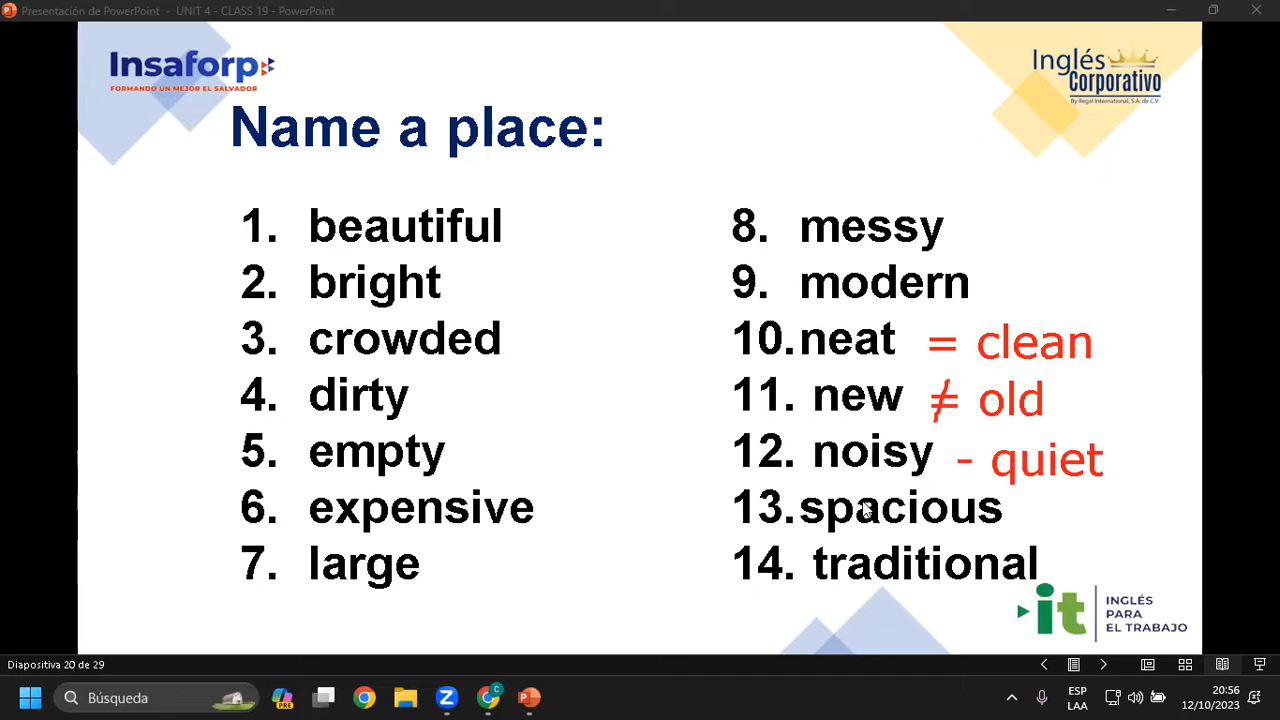 Presentación de PowerPoint - UNIT 4 - CLASS 19 - PowerPoint
Insaforp
FORMANDO UN MEJOR EL SALVADOR
Inglés
Corporativo
By Regal International, S.A. de C.V.
Name a place:
1. beautiful
2. bright
3. crowded
4. dirty
5. empty
6. expensive
7. large
8. messy
9. modern
10. neat = clean
11. new ≠ old
12. noisy - quiet
13. spacious
14. traditional
it
INGLÉS
PARA
EL TRABAJO
Diapositiva 20 de 29
Búsqueda
PRE
C
ESP
LAA
20:56
12/10/2023